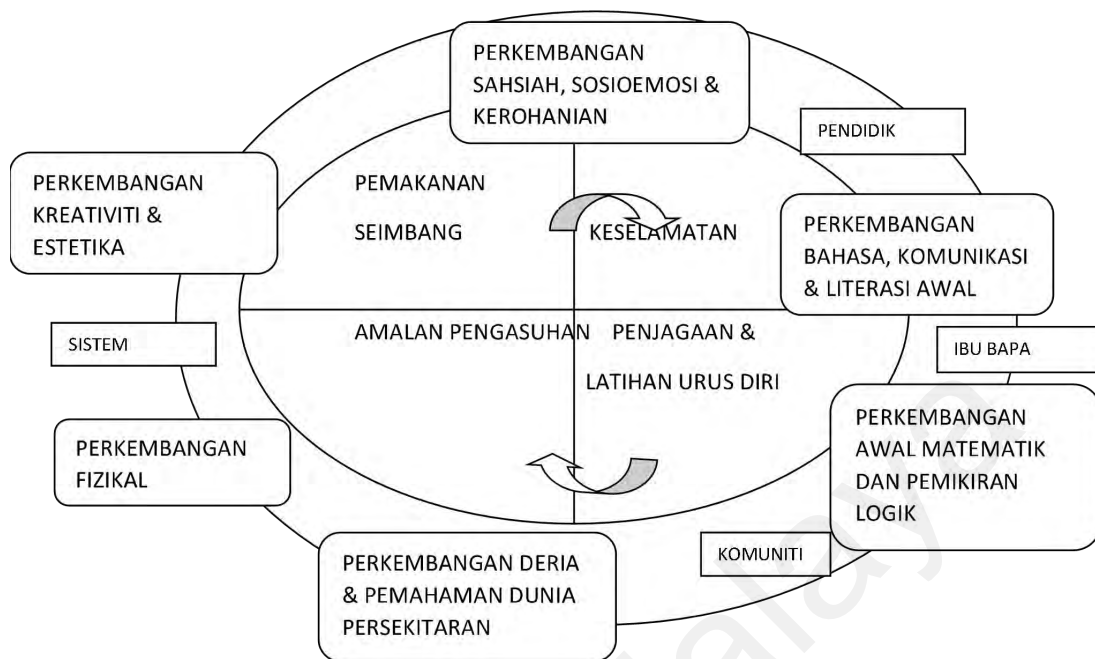 PERKEMBANGAN
SAHSIAH, SOSIOEMOSI &
KEROHANIAN
PENDIDIK
PERKEMBANGAN
KREATIVITI &
ESTETIKA
PEMAKANAN
SEIMBANG
KESELAMATAN
PERKEMBANGAN
BAHASA, KOMUNIKASI
& LITERASI AWAL
SISTEM
AMALAN PENGASUHAN
PENJAGAAN &
LATIHAN URUS DIRI
IBU BAPA
PERKEMBANGAN
FIZIKAL
PERKEMBANGAN
AWAL MATEMATIK
DAN PEMIKIRAN
LOGIK
KOMUNITI
PERKEMBANGAN DERIA
& PEMAHAMAN DUNIA
PERSEKITARAN